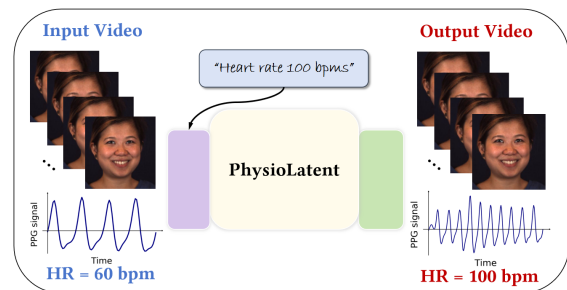 Input Video
Output Video
"Heart rate 100 bpms"
PhysioLatent
PPG signal
Time
HR = 60 bpm
PPG signal
Time
HR = 100 bpm